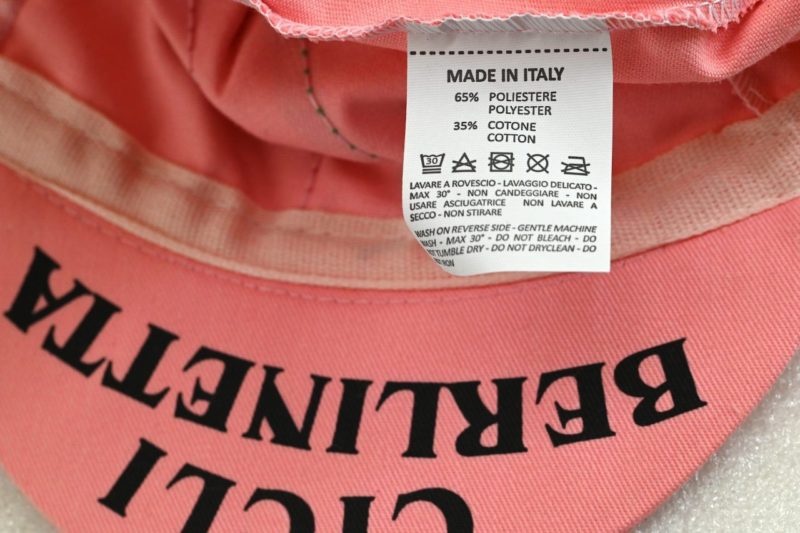 MADE IN ITALY
65% POLIESTERE
POLYESTER
35% COTONE
COTTON
30
LAVARE A ROVESCIO - LAVAGGIO DELICATO -
MAX 30° - NON CANDEGGIARE - NON
USARE ASCIUGATRICE NON LAVARE A
SECCO - NON STIRARE
WASH ON REVERSE SIDE - GENTLE MACHINE
WASH - MAX 30° - DO NOT BLEACH - DO
TUMBLE DRY - DO NOT DRYCLEAN - DO
CICLI
BERLINETTA